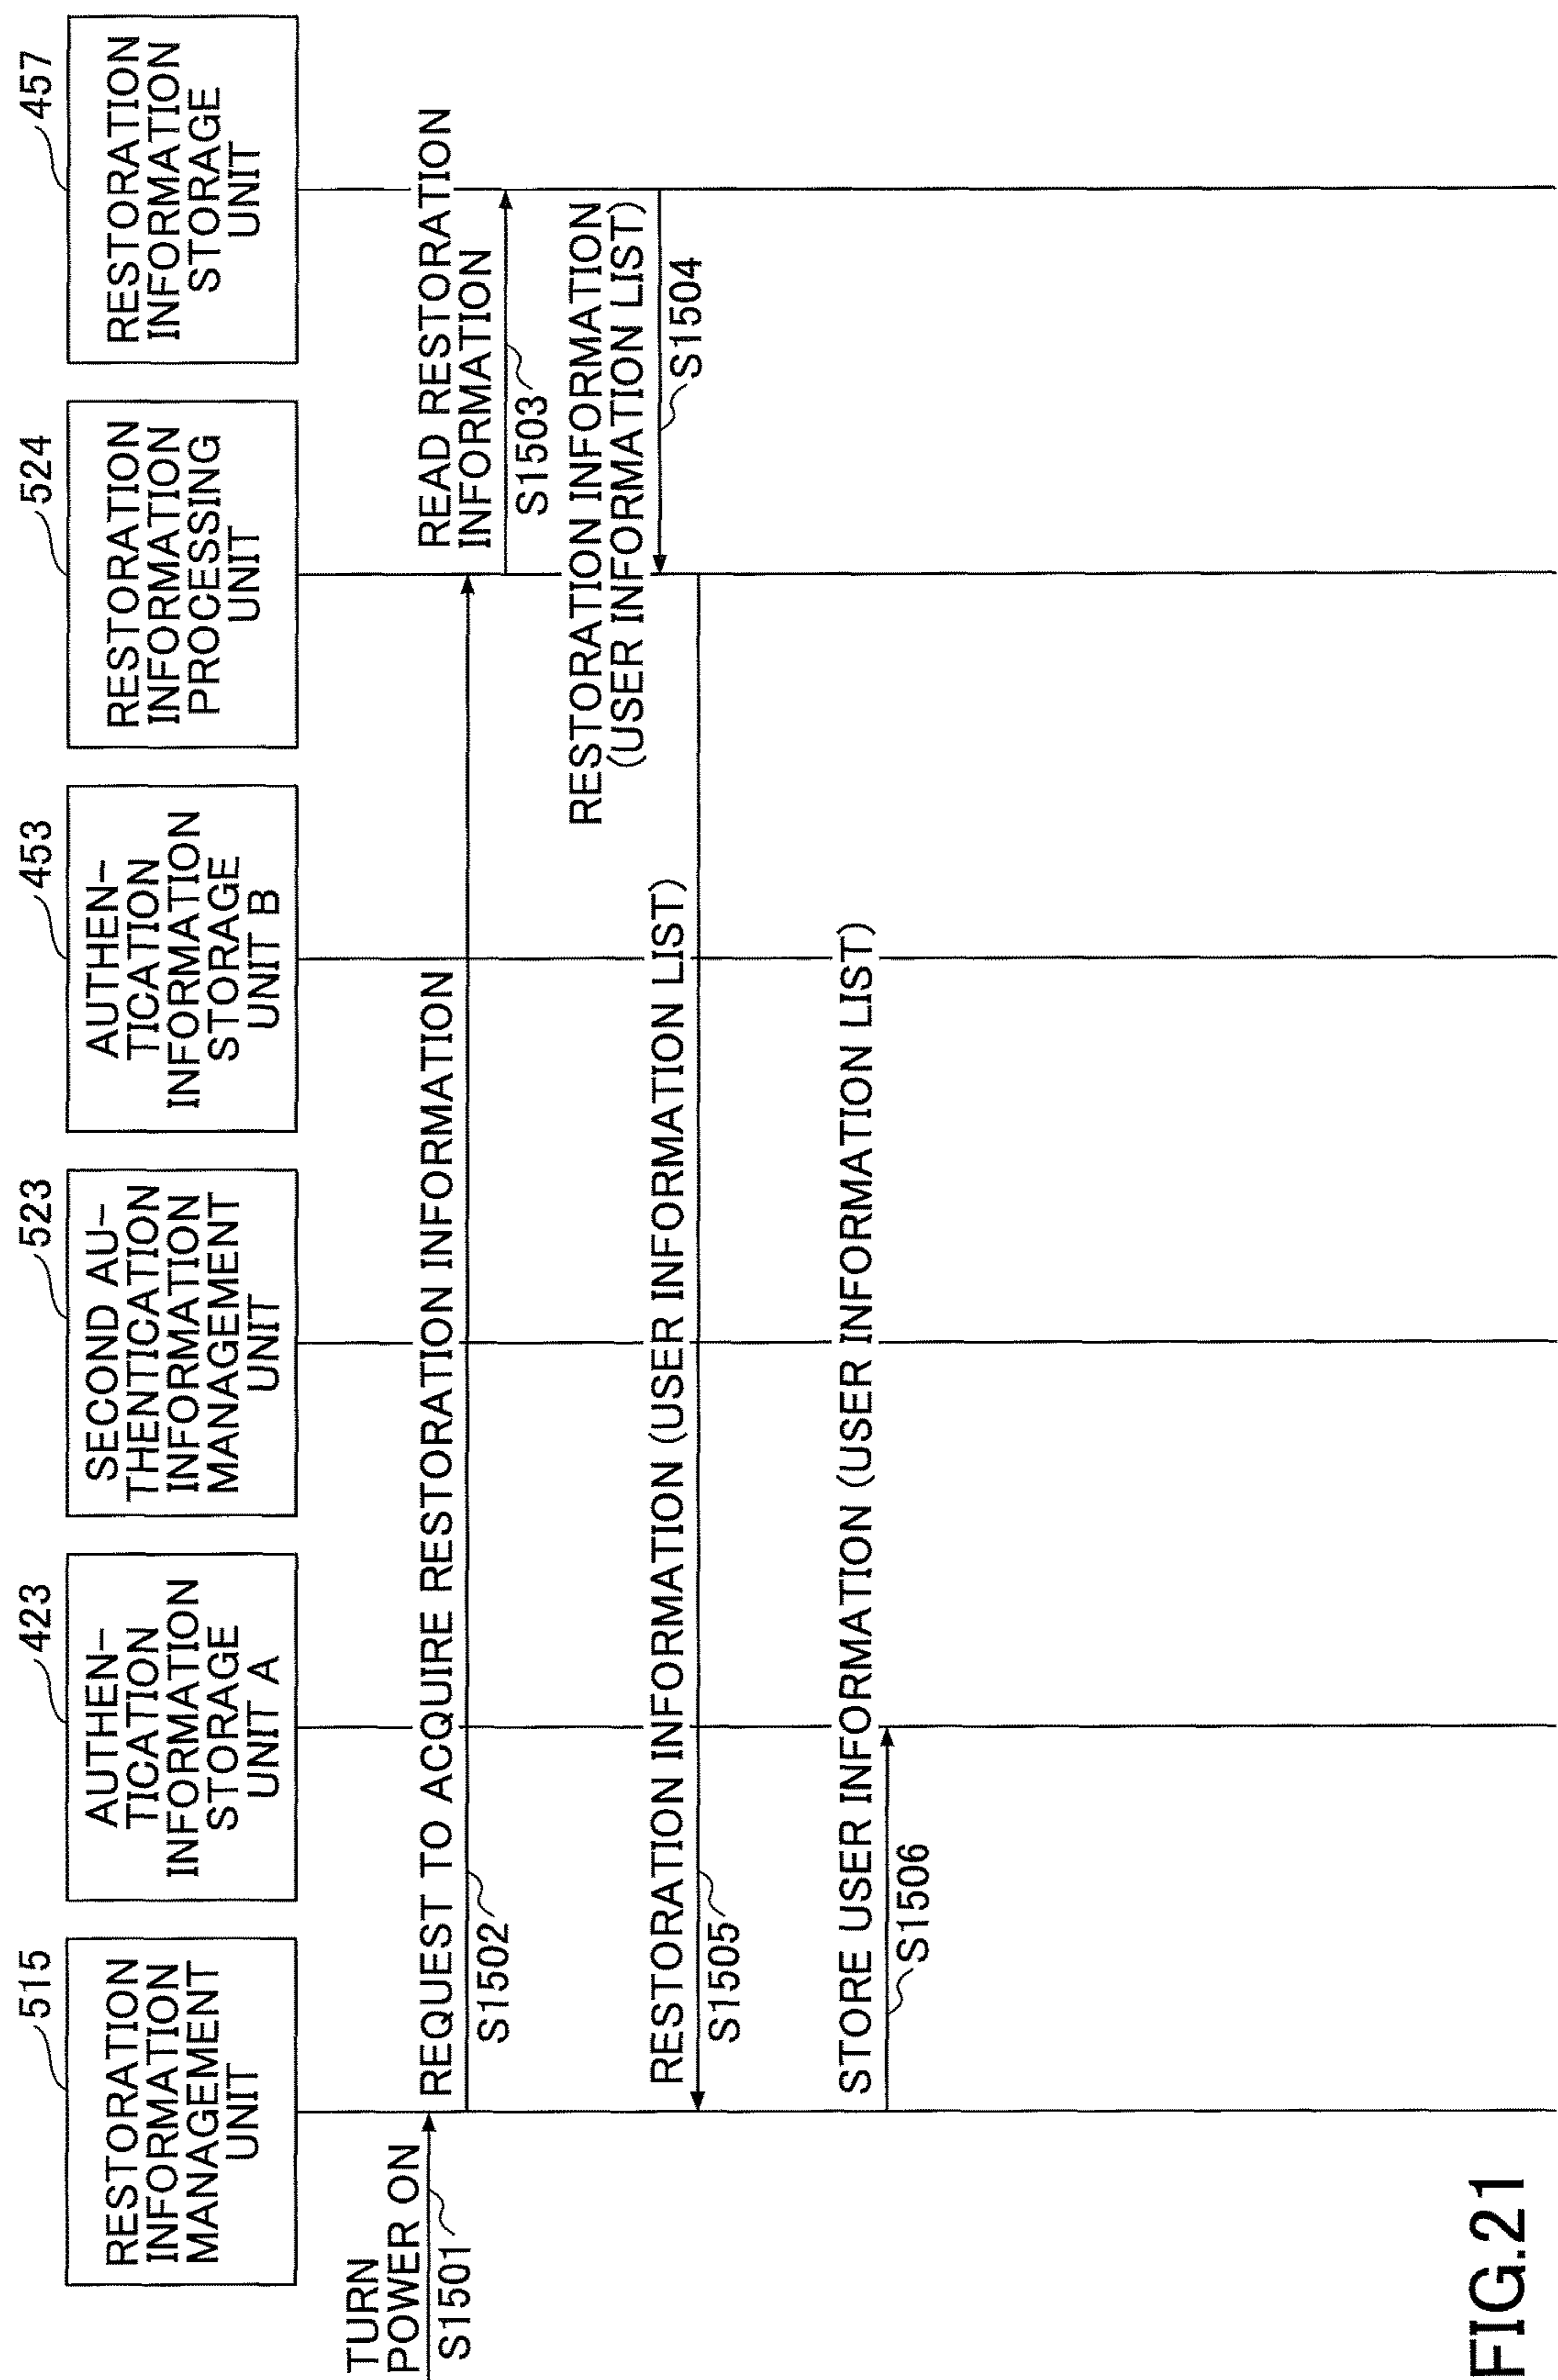 515
RESTORATION
INFORMATION
MANAGEMENT
UNIT
423
AUTHEN-
TICATION
INFORMATION
STORAGE
UNIT A
523
SECOND AU-
THENTICATION
INFORMATION
MANAGEMENT
UNIT
453
AUTHEN-
TICATION
INFORMATION
STORAGE
UNIT B
524
RESTORATION
INFORMATION
PROCESSING
UNIT
457
RESTORATION
INFORMATION
STORAGE
UNIT
TURN
POWER ON
S1501
REQUEST TO ACQUIRE RESTORATION INFORMATION
S1502
READ RESTORATION
INFORMATION
S1503
RESTORATION INFORMATION
(USER INFORMATION LIST)
S1504
RESTORATION INFORMATION (USER INFORMATION LIST)
S1505
STORE USER INFORMATION (USER INFORMATION LIST)
S1506
FIG.21